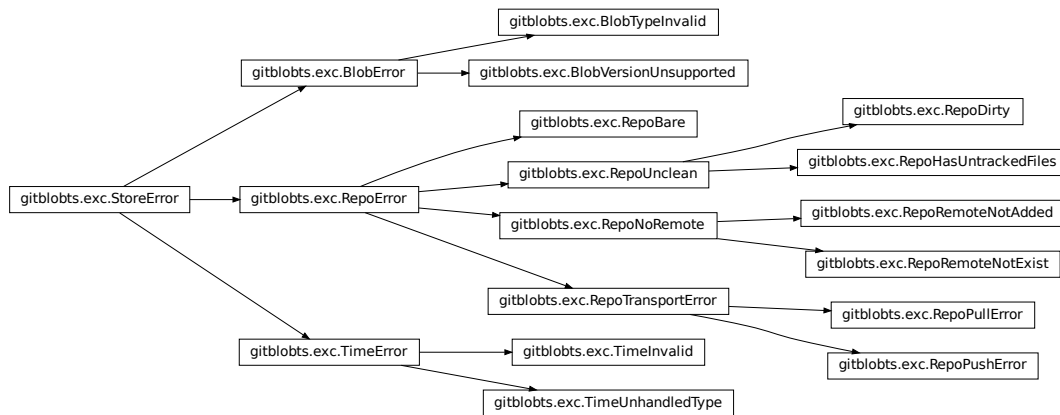 gitblobts.exc.BlobTypeInvalid
gitblobts.exc.BlobError
gitblobts.exc.BlobVersionUnsupported
gitblobts.exc.RepoDirty
gitblobts.exc.RepoBare
gitblobts.exc.RepoHasUntrackedFiles
gitblobts.exc.RepoUnclean
gitblobts.exc.StoreError
gitblobts.exc.RepoError
gitblobts.exc.RepoRemoteNotAdded
gitblobts.exc.RepoNoRemote
gitblobts.exc.RepoRemoteNotExist
gitblobts.exc.RepoTransportError
gitblobts.exc.RepoPullError
gitblobts.exc.TimeError
gitblobts.exc.TimeInvalid
gitblobts.exc.RepoPushError
gitblobts.exc.TimeUnhandledType